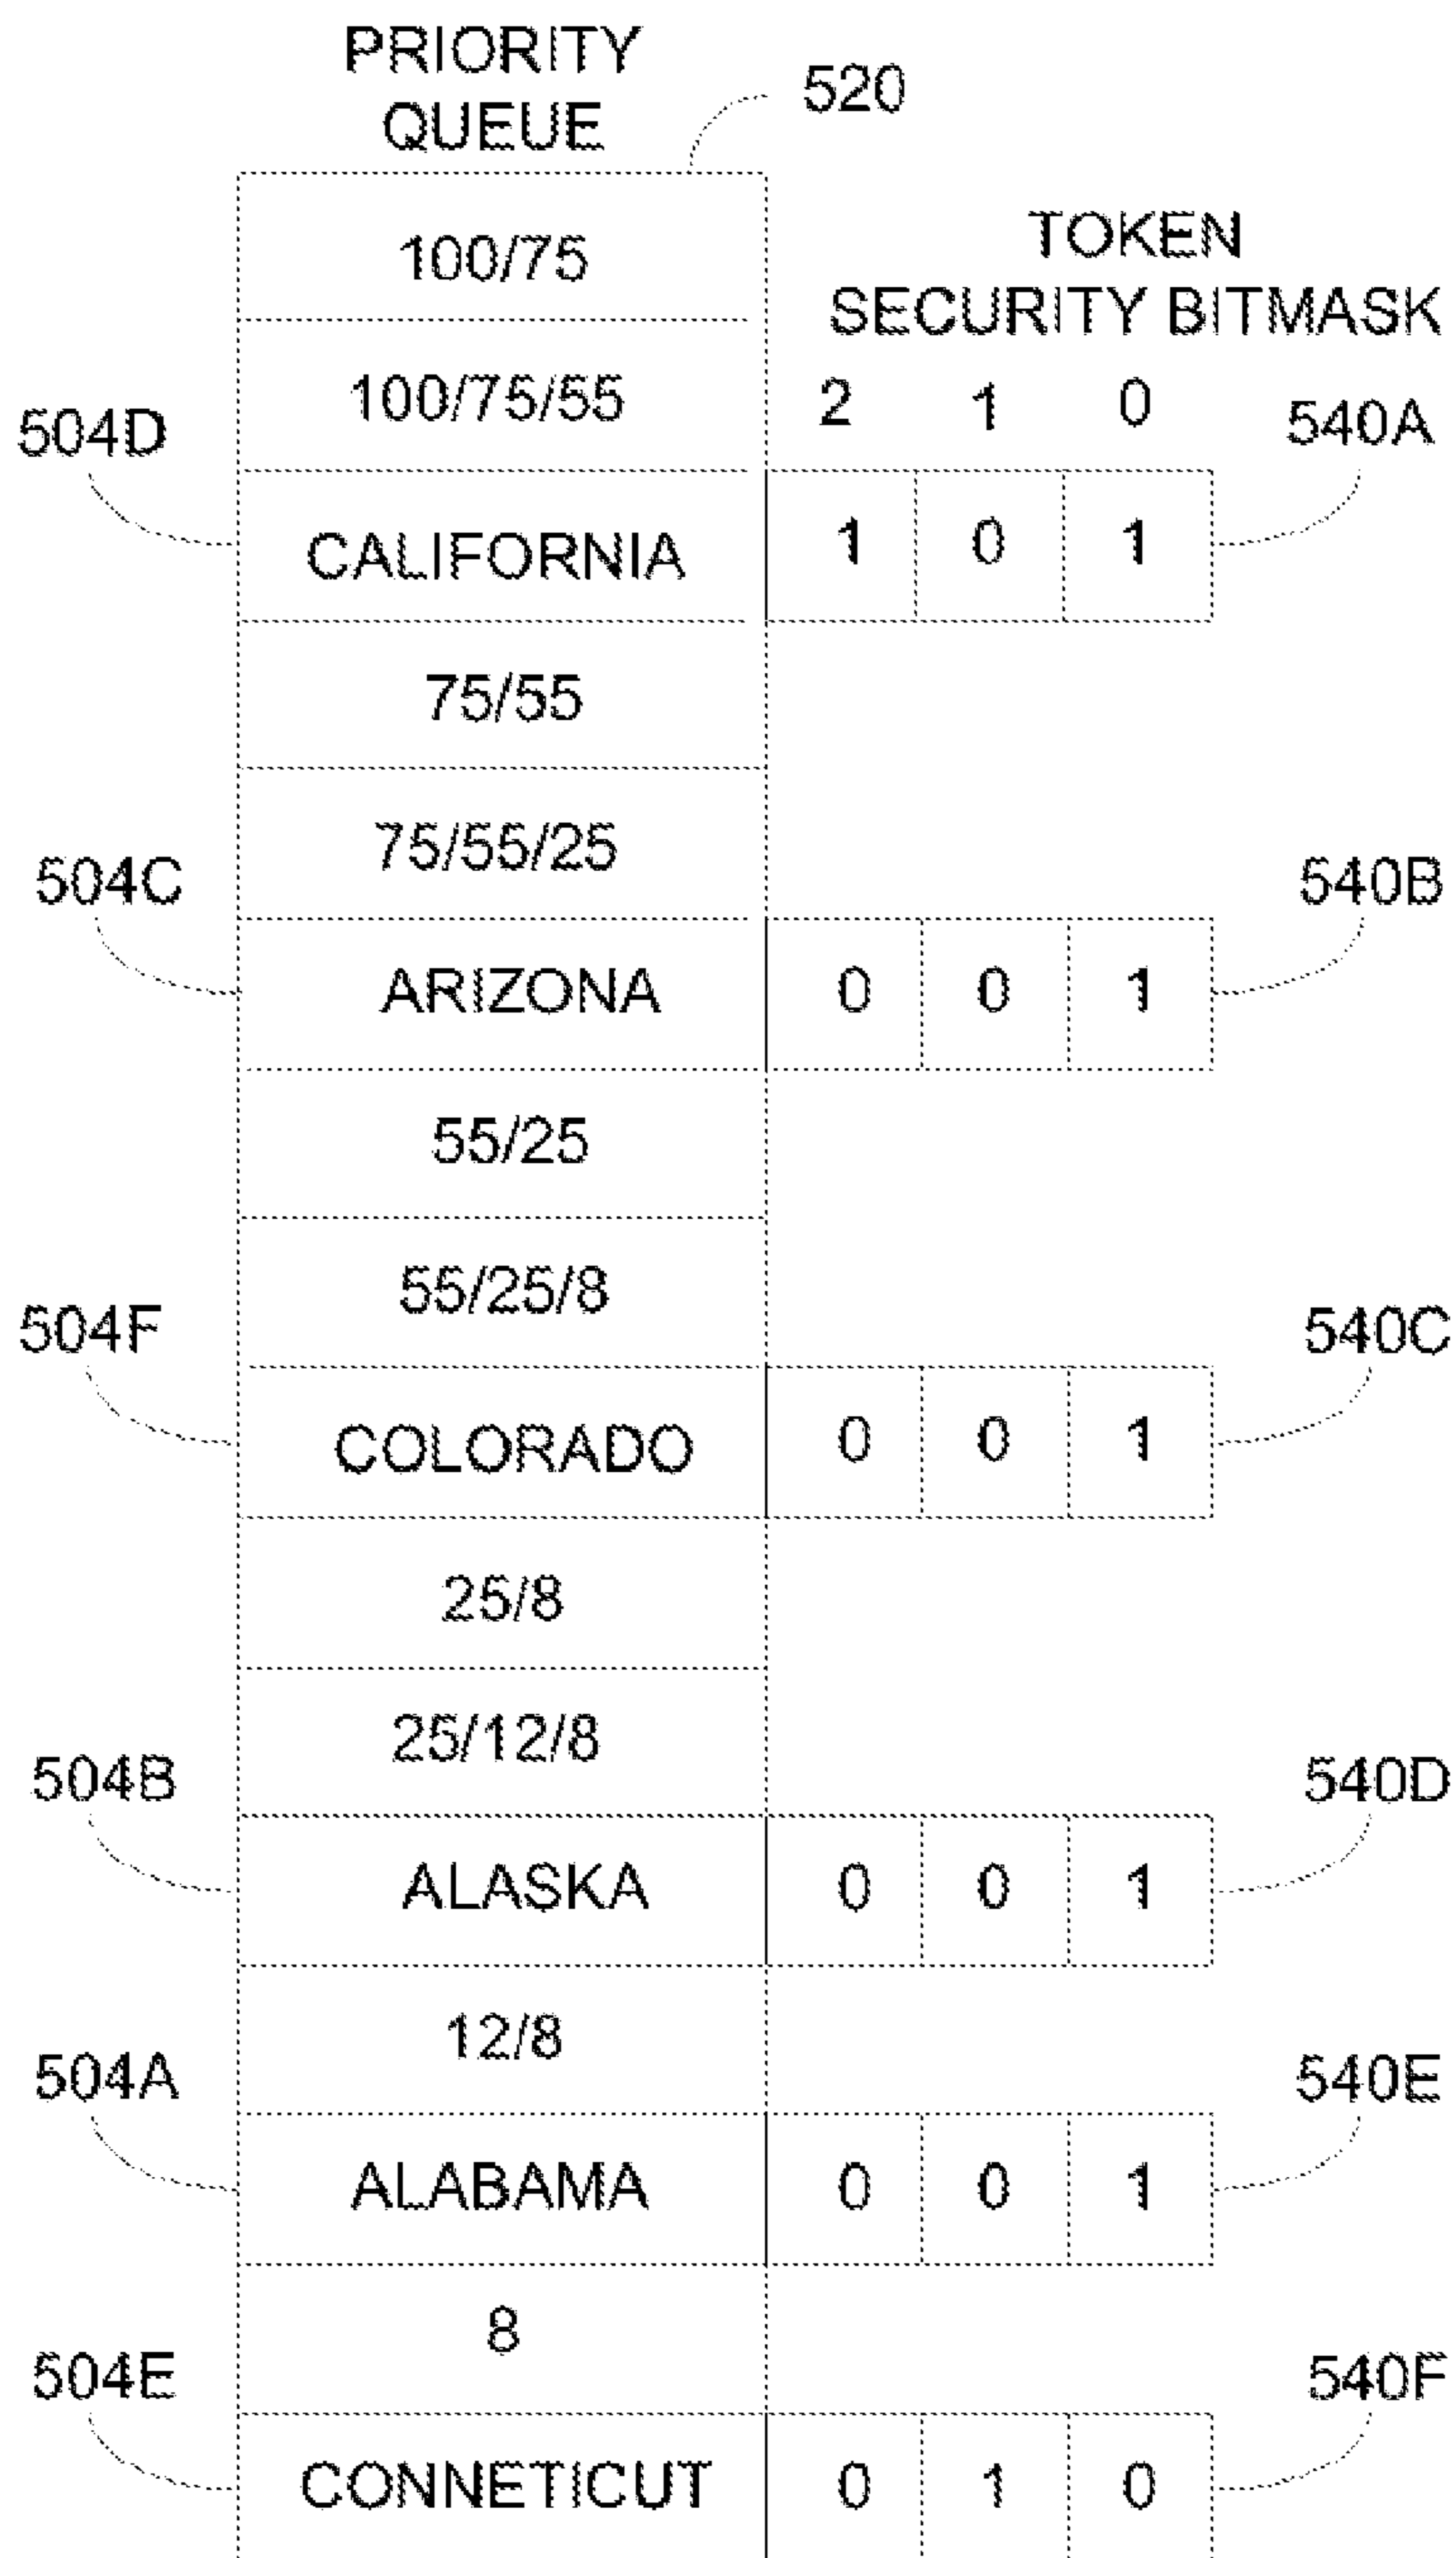 PRIORITY
QUEUE
520
100/75
TOKEN
SECURITY BITMASK
100/75/55
2 1 0
504D
540A
CALIFORNIA 1 0 1
75/55
75/55/25
504C
540B
ARIZONA 0 0 1
55/25
55/25/8
504F
540C
COLORADO 0 0 1
25/8
25/12/8
504B
540D
ALASKA 0 0 1
12/8
504A
540E
ALABAMA 0 0 1
8
504E
540F
CONNETICUT 0 1 0